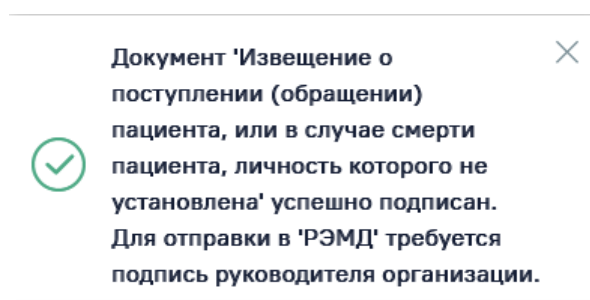 Документ 'Извещение о
поступлении (обращении)
пациента, или в случае смерти
пациента, личность которого не
установлена' успешно подписан.
Для отправки в 'РЭМД' требуется
подпись руководителя организации.